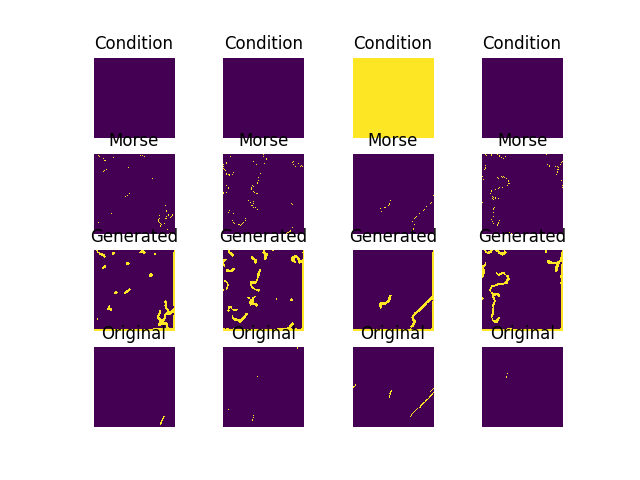 Condition Condition Condition Condition
Morse Morse Morse Morse
Generated Generated Generated Generated
Original Original Original Original